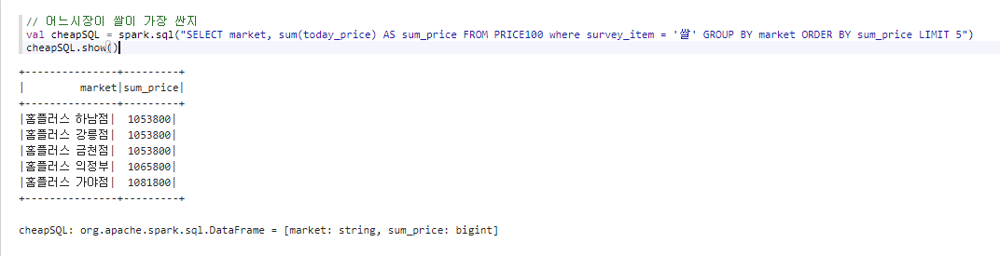 // 어느시장이 쌀이 가장 싼지
val cheapSQL = spark.sql("SELECT market, sum(today_price) AS sum_price FROM PRICE100 where survey_item = '쌀' GROUP BY market ORDER BY sum_price LIMIT 5")
cheapSQL.show()
+---------------+---------+
|         market|sum_price|
+---------------+---------+
|홈플러스 하남점|  1053800|
|홈플러스 강릉점|  1053800|
|홈플러스 금천점|  1053800|
|홈플러스 의정부|  1065800|
|홈플러스 가야점|  1081800|
+---------------+---------+
cheapSQL: org.apache.spark.sql.DataFrame = [market: string, sum_price: bigint]